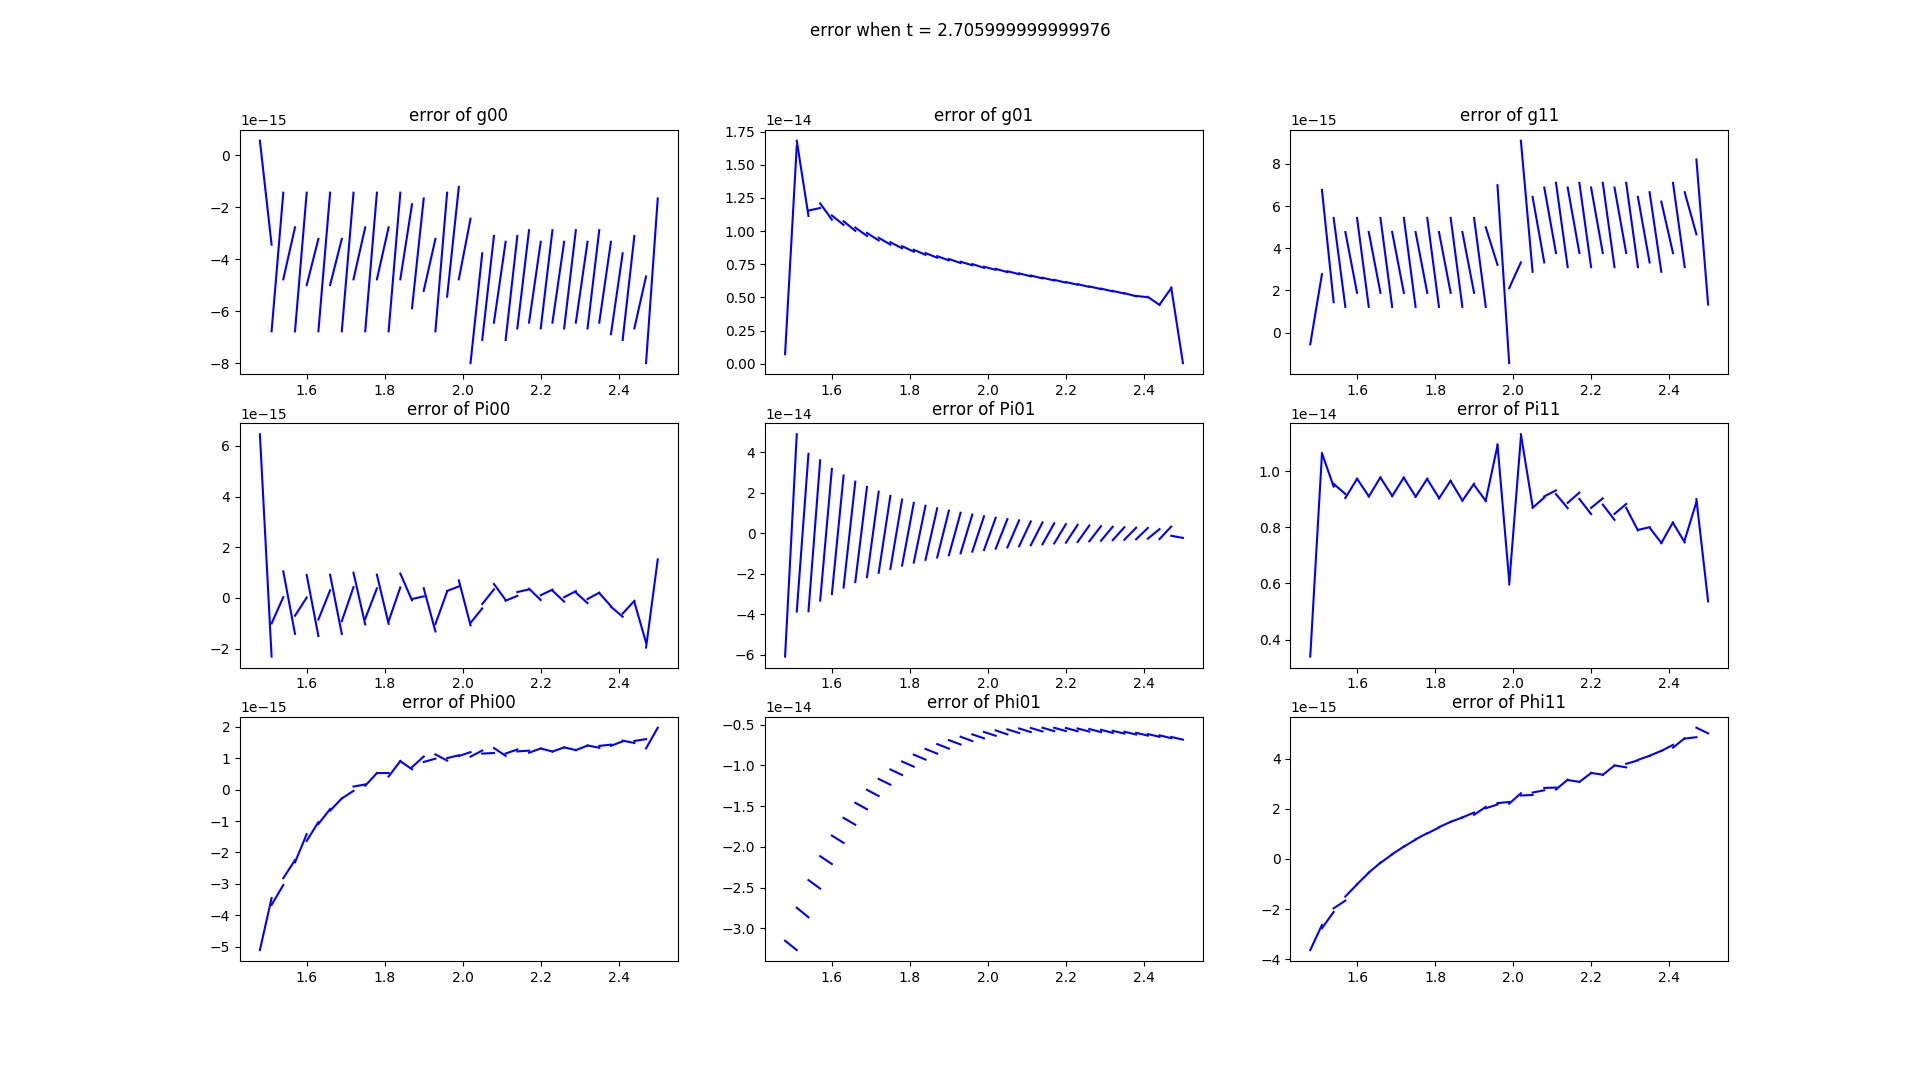 error when t = 2.705999999999976
error of g00
error of g01
error of g11
1e−15
1e−14
1e−15
0
−2
−4
−6
−8
1.75
1.50
1.25
1.00
0.75
0.50
0.25
0.00
8
6
4
2
0
1.6 1.8 2.0 2.2 2.4
1.6 1.8 2.0 2.2 2.4
1.6 1.8 2.0 2.2 2.4
error of Pi00
error of Pi01
error of Pi11
1e−15
1e−14
1e−14
6
4
2
0
−2
4
2
0
−2
−4
−6
1.0
0.8
0.6
0.4
1.6 1.8 2.0 2.2 2.4
1.6 1.8 2.0 2.2 2.4
1.6 1.8 2.0 2.2 2.4
error of Phi00
error of Phi01
error of Phi11
1e−15
1e−14
1e−15
2
1
0
−1
−2
−3
−4
−5
−0.5
−1.0
−1.5
−2.0
−2.5
−3.0
4
2
0
−2
−4
1.6 1.8 2.0 2.2 2.4
1.6 1.8 2.0 2.2 2.4
1.6 1.8 2.0 2.2 2.4